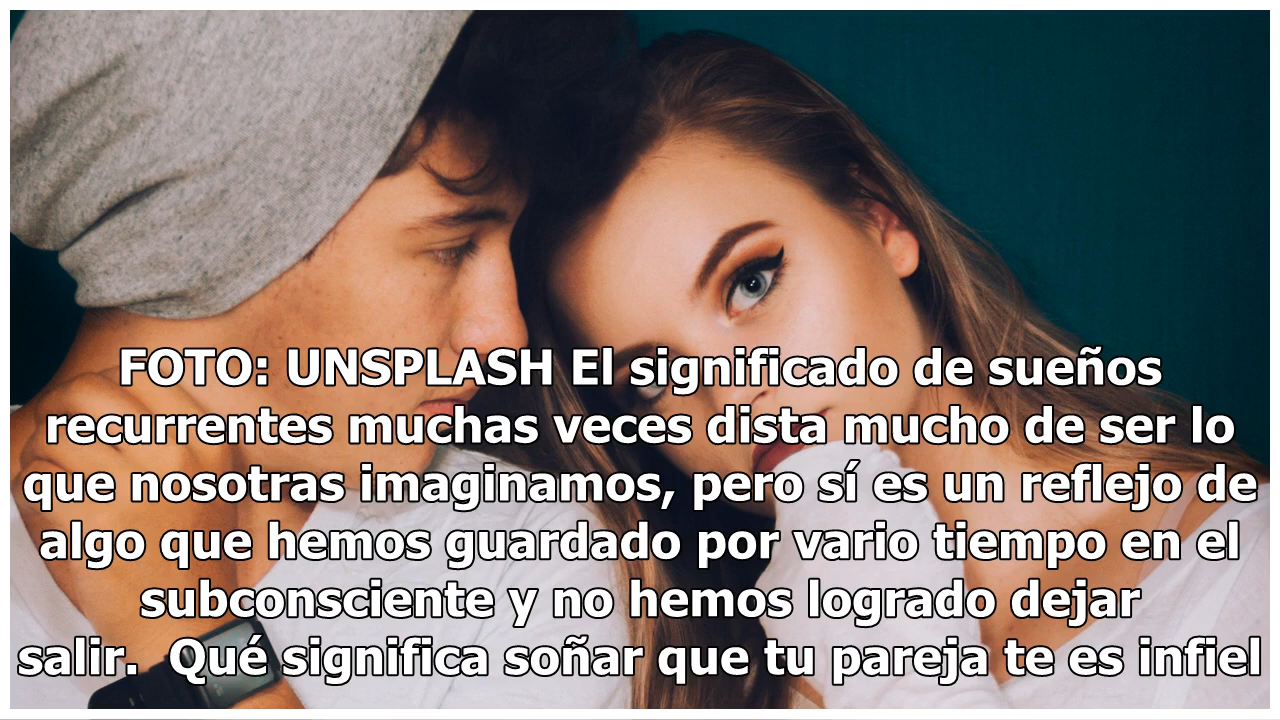 FOTO: UNSPLASH El significado de sueños
recurrentes muchas veces dista mucho de ser lo
que nosotras imaginamos, pero sí es un reflejo de
algo que hemos guardado por vario tiempo en el
subconsciente y no hemos logrado dejar
salir.  Qué significa soñar que tu pareja te es infiel